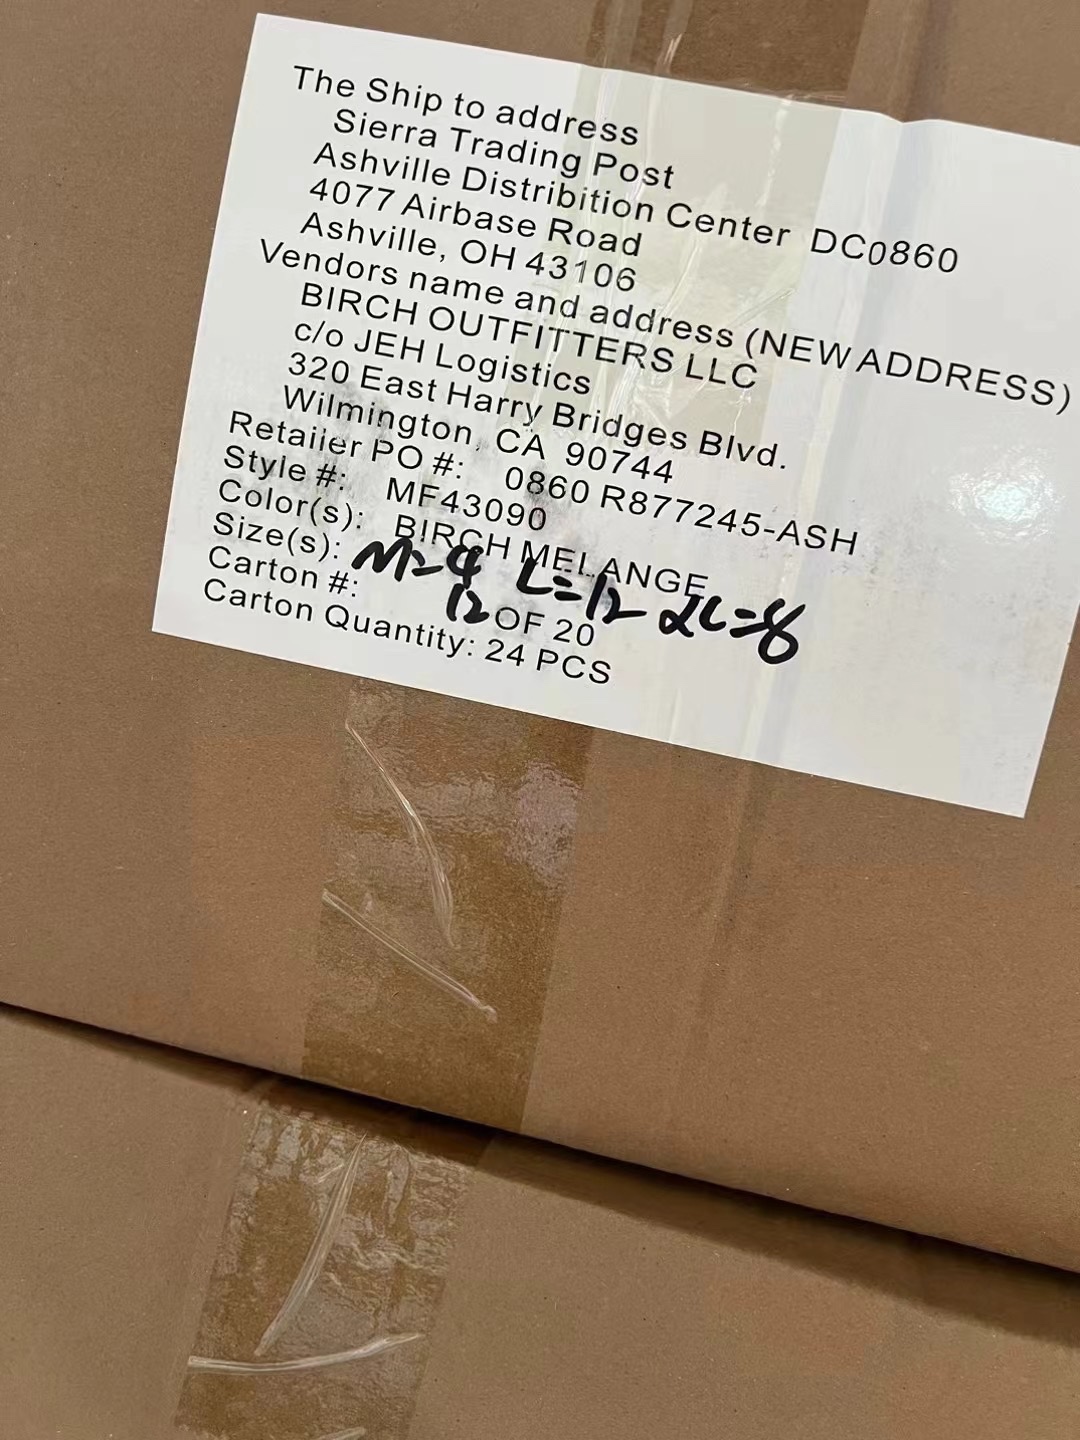 The Ship to address
Sierra Trading Post
Ashville Distribition Center DC0860
4077 Airbase Road
Ashville, OH 43106
Vendors name and address (NEW ADDRESS)
BIRCH OUTFITTERS LLC
c/o JEH Logistics
320 East Harry Bridges Blvd.
Wilmington, CA 90744
Retailer PO #: 0860 R877245-ASH
Style #: MF43090
Color(s): BIRCH MELANGE
Size(s): M=4 L=12 XL=8
Carton #: 12 OF 20
Carton Quantity: 24 PCS